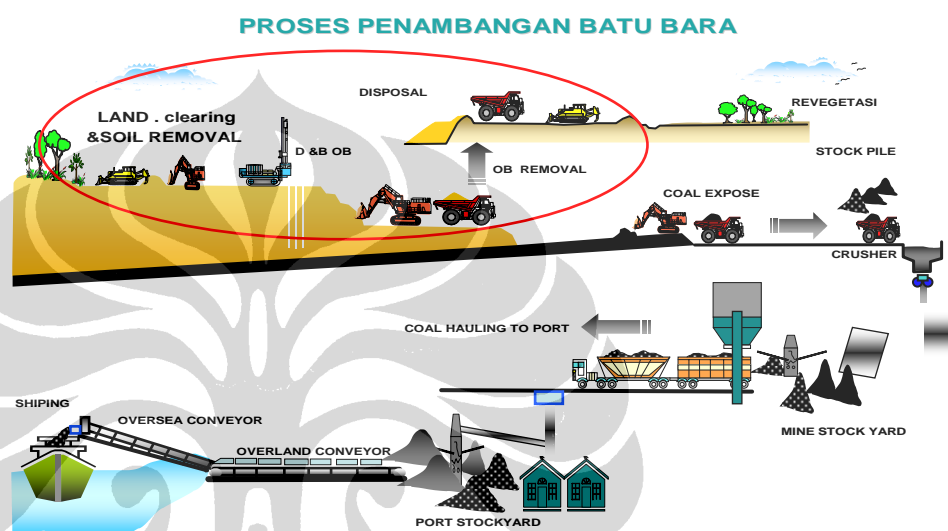 PROSES PENAMBANGAN BATU BARA
DISPOSAL
LAND . clearing
&SOIL REMOVAL
REVEGETASI
D &B OB
STOCK PILE
OB REMOVAL
COAL EXPOSE
CRUSHER
COAL HAULING TO PORT
SHIPING
OVERSEA CONVEYOR
MINE STOCK YARD
OVERLAND CONVEYOR
PORT STOCKYARD